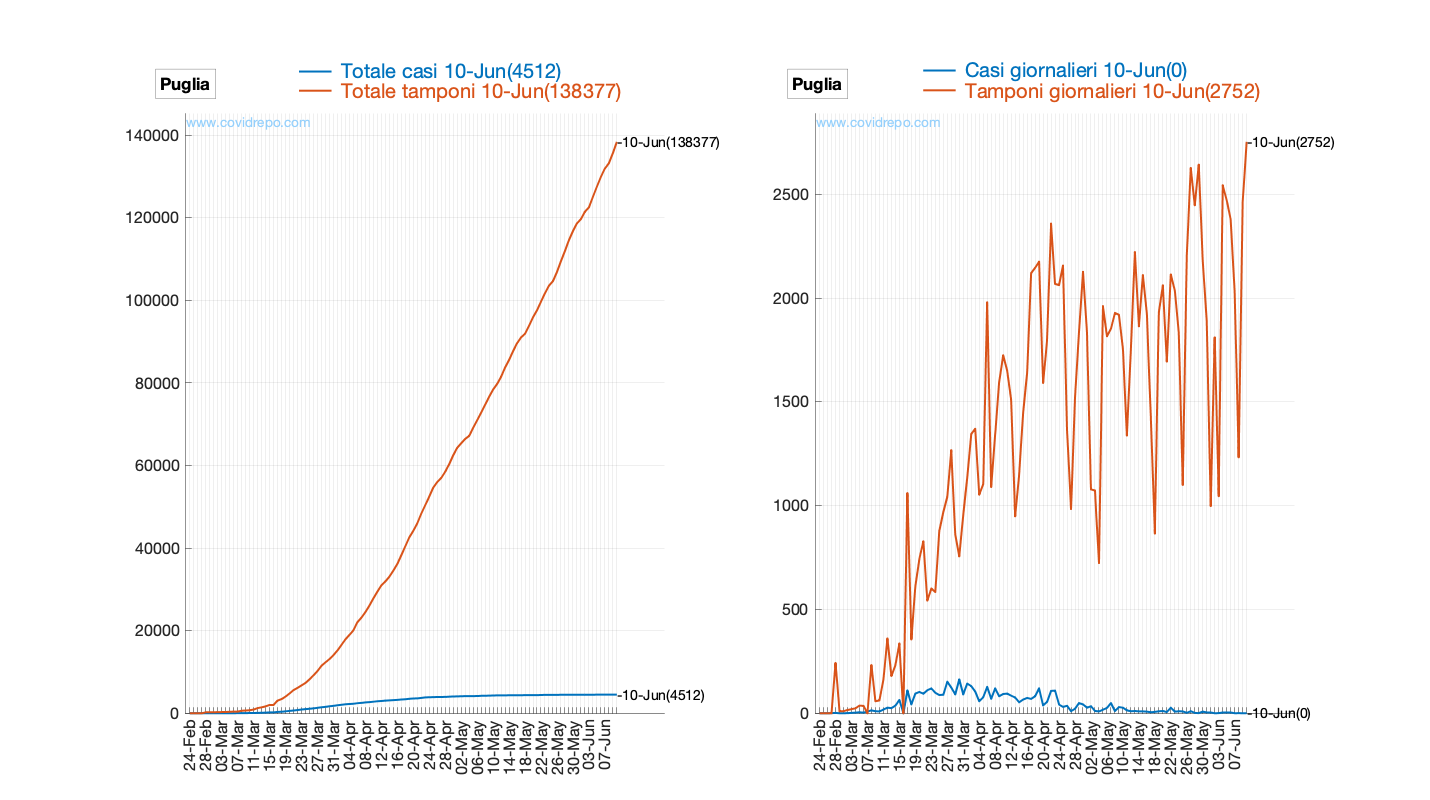 Puglia
Totale casi 10-Jun(4512)
Totale tamponi 10-Jun(138377)
www.covidrepo.com
140000
120000
100000
80000
60000
40000
20000
0
10-Jun(138377)
10-Jun(4512)
24-Feb
28-Feb
03-Mar
07-Mar
11-Mar
15-Mar
19-Mar
23-Mar
27-Mar
31-Mar
04-Apr
08-Apr
12-Apr
16-Apr
20-Apr
24-Apr
28-Apr
02-May
06-May
10-May
14-May
18-May
22-May
26-May
30-May
03-Jun
07-Jun
Puglia
Casi giornalieri 10-Jun(0)
Tamponi giornalieri 10-Jun(2752)
www.covidrepo.com
2500
2000
1500
1000
500
0
10-Jun(2752)
10-Jun(0)
24-Feb
28-Feb
03-Mar
07-Mar
11-Mar
15-Mar
19-Mar
23-Mar
27-Mar
31-Mar
04-Apr
08-Apr
12-Apr
16-Apr
20-Apr
24-Apr
28-Apr
02-May
06-May
10-May
14-May
18-May
22-May
26-May
30-May
03-Jun
07-Jun